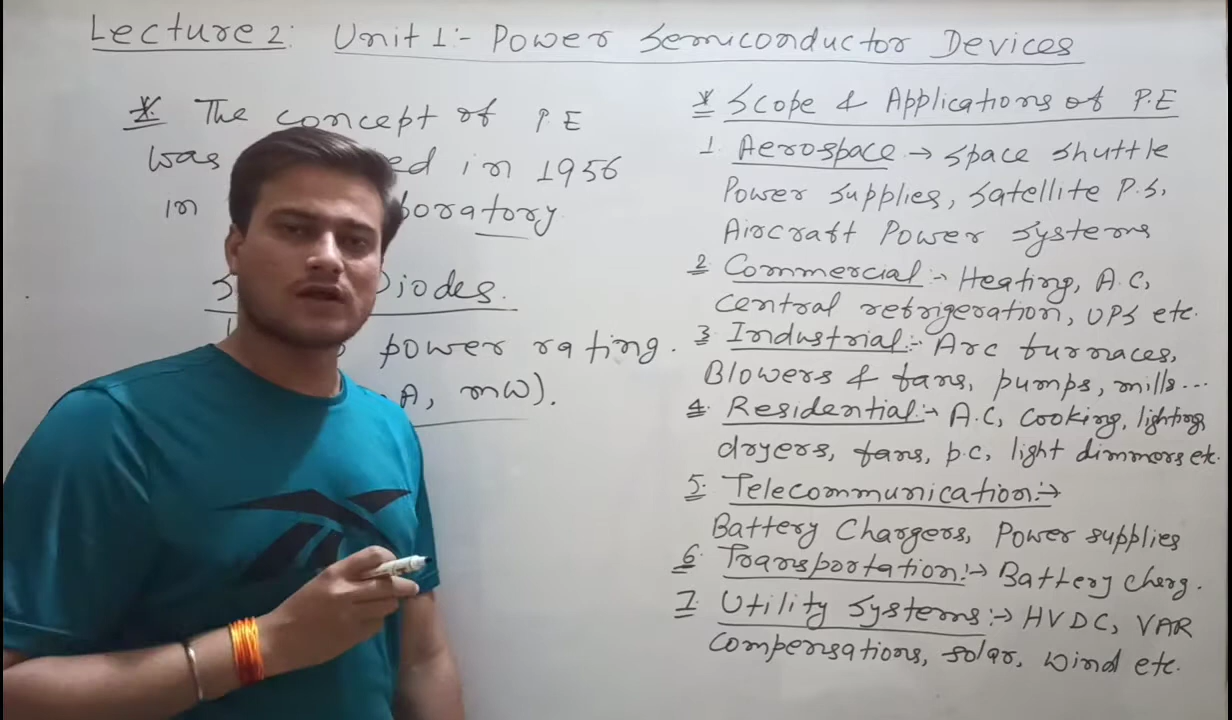 Lecture 2: Unit 1:- Power Semiconductor Devices
* The concept of P.E
was ed in 1956
in boratory
Diodes.
power rating.
A, mW).
* Scope & Applications of P.E
1. Aerospace → Space Shuttle
Power supplies, Satellite P.S,
Aircraft Power Systems
2. Commercial:- Heating, A.C,
central refrigeration, UPS etc.
3. Industrial:- Arc furnaces,
Blowers & fans, pumps, mills...
4. Residential:→ A.C, cooking, lighting
dryers, fans, p.c, light dimmers etc.
5. Telecommunication:→
Battery Chargers, Power supplies
6. Transportation:→ Battery cherg.
7. Utility Systems:→ HVDC, VAR
compensations, solar, wind etc.